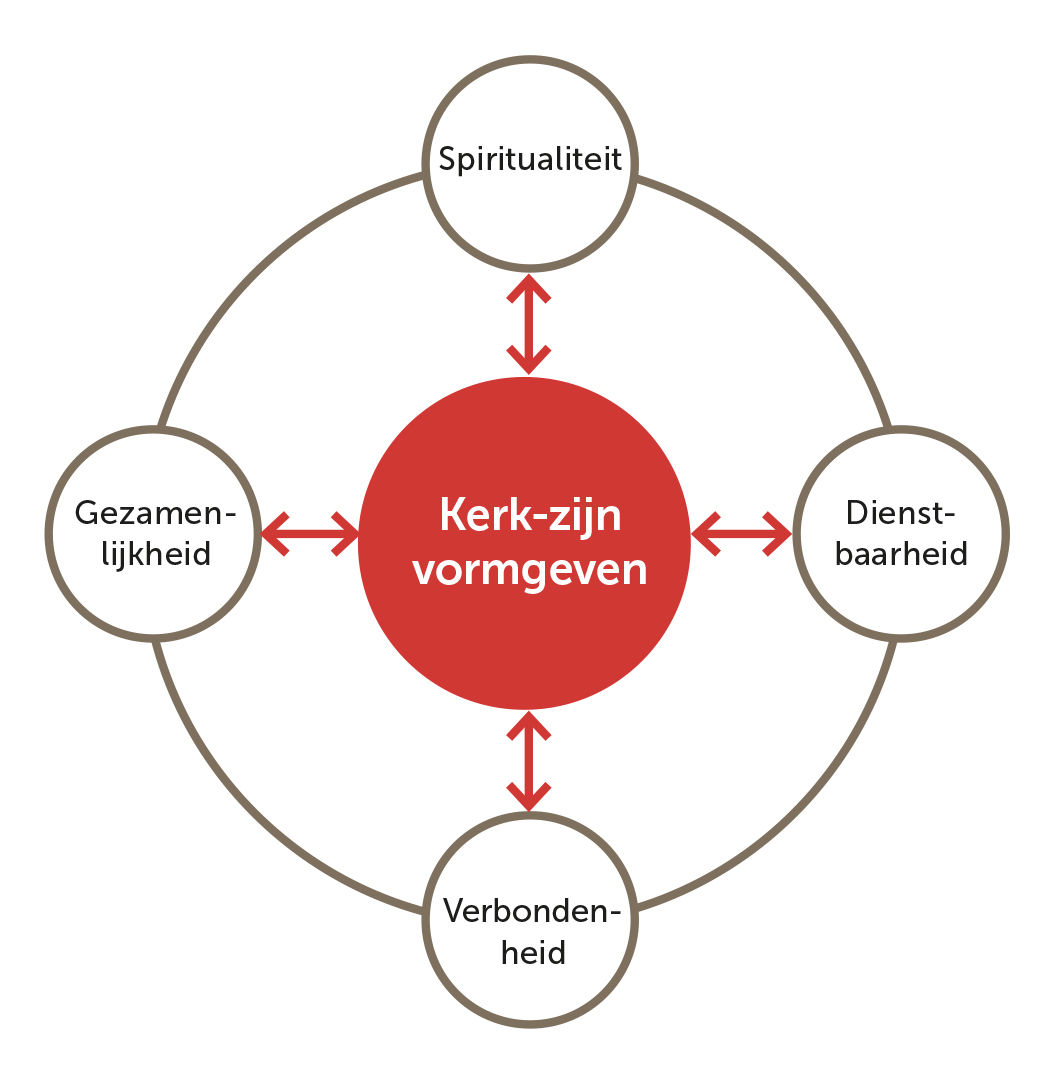 Spiritualiteit
Gezamen-
lijkheid
Kerk-zijn
vormgeven
Dienst-
baarheid
Verbonden-
heid